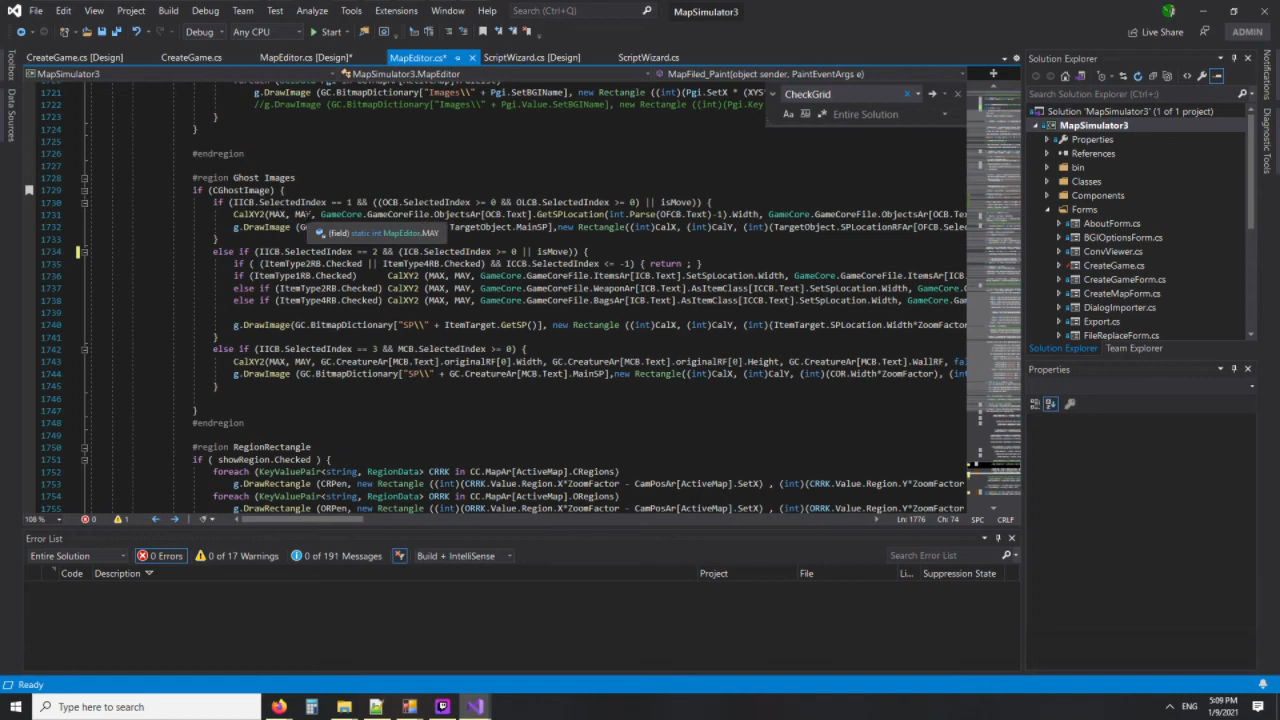 File Edit View Project Build Debug Team Test Analyze Tools Extensions Window Help Search (Ctrl+Q) MapSimulator3
Debug Any CPU Start Live Share ADMIN
CreateGame.cs [Design] CreateGame.cs MapEditor.cs [Design]* MapEditor.cs* ScriptWizard.cs [Design] ScriptWizard.cs
MapSimulator3 MapSimulator3.MapEditor MapFiled_Paint(object sender, PaintEventArgs e)
Toolbox
Data Sources
CheckGrid
Aa Entire Solution
1721 g.DrawImage (GC.BitmapDictionary["Images\\" + Pgi.Value.SetBGIName], new Rectangle ((int)(Pgi.SetX * (XYS
1722 //g.DrawImage (GC.BitmapDictionary["Images\\" + Pgi.Value.SetBGIName], new Rectangle ((int)(Pgi.Key
1723
1724 }
1725
1726 #endregion
1727
1728 #region Ghost
1729 if (CGhostImage) {
1730 if(IICB.SelectedIndex == 1 && (OFCB.SelectedIndex >= 0 && OLCB.SelectedIndex >= 0) || isMove)) {
1731 CalXY2(MAX, GameCore.GameCoreFile.ObjectsAr[OCB.Text].GetSpLocation(int.Parse(OFCB.Text)-1).Width, GameCore.GameCoreFile.ObjectsAr[OCB.Tex
1732 TargetObject.MainSP], new Rectangle((int)CalX, (int)CalY, (int)(TargetObject.SPLocationRF
(field) static int MapEditor.MAY
1733
1734 else if (IICB.SelectedIndex == 2 && (ICB.SelectedIndex >= 0 || isMove)) {
1735 if (Item .Checked || ItemType4RB.Checked) && ICCB.SelectedIndex <= -1) { return ; }
1736 if (ItemType1RB.Checked) CalXY2 (MAX, MAY, GameCore.GameCoreFile.ItemsAr[ICB.Text].SetSpLocation.Width, GameCore.GameCoreFile.ItemsAr[IC
1737 else if (ItemType2RB.Checked) CalXY2 (MAX, MAY, GameCore.GameCoreFile.WeaponAr[ICB.Text].AsItemClass(ICCB.Text).SetSpLocation.Width,
1738 else if (ItemType4RB.Checked) CalXY2 (MAX, MAY, GameCore.GameCoreFile.BagsAr[ICB.Text].AsItemClass(ICCB.Text).SetSpLocation.Width, GameCore.Ga
1739
1740 g.DrawImage(GC.BitmapDictionary["SP\\" + ItemTarget.GetSP()], new Rectangle ((int)CalX, (int)CalY,(int)(ItemTarget.SPLocation.Width*ZoomFactor
1741
1742 else if (IICB.SelectedIndex == 0 && MCB.SelectedIndex >= 0) {
1743 CalXY2(MAX, MAY, GC.CreatureAr[MCB.Text].originalRF[0].Width, GC.CreatureAr[MCB.Text].originalRF[0].Height, GC.CreatureAr[MCB.Text].WallRF, fal
1744 g.DrawImage (GC.BitmapDictionary["SP\\" + GC.CreatureAr[MCB.Text].MainSP],new Rectangle((int)CalX, (int)CalY, (int)(COR.Width*ZoomFactor), (int
1745
1746
1747 }
1748 #endregion
1749
1750 #region RegionRectangle
1751 if ( showRegion.Checked) {
1752 foreach (KeyValuePair<string, RegionData> CRRK in CC.MapAr[ActiveMap].CRegions)
1753 g.DrawRectangle (CRPen, new Rectangle ((int)(CRRK.Value.Region.X*ZoomFactor - CamPosAr[ActiveMap].SetX) , (int)(CRRK.Value.Region.Y*ZoomFactor
1754 foreach (KeyValuePair<string, RegionData> ORRK in CC.MapAr[ActiveMap].ORegions)
1755 g.DrawRectangle (ORPen, new Rectangle ((int)(ORRK.Value.Region.X*ZoomFactor - CamPosAr[ActiveMap].SetX) , (int)(ORRK.Value.Region.Y*ZoomFactor
108 % 0 1 Ln: 1776 Ch: 74 SPC CRLF
Solution Explorer
Search Solution Explorer (Ctrl+;)
Solution 'MapSimulator3' (1 of 1 project)
MapSimulator3
Properties
References
bin
Classes
Components
Forms
AboutForm.cs
BGOptionsForm.cs
ConvViewer.cs
CreateGame.cs
CreateGameForm.cs
CreateMapForm.cs
DialogImporter.cs
Export.cs
FileReplaceForm.cs
Solution Explorer Team Explorer
Properties
Notifications
Error List
Entire Solution 0 Errors 0 of 17 Warnings 0 of 191 Messages Build + IntelliSense Search Error List
Code Description Project File Li... Suppression State
Ready
Type here to search
ENG
5:09 PM
1/9/2021